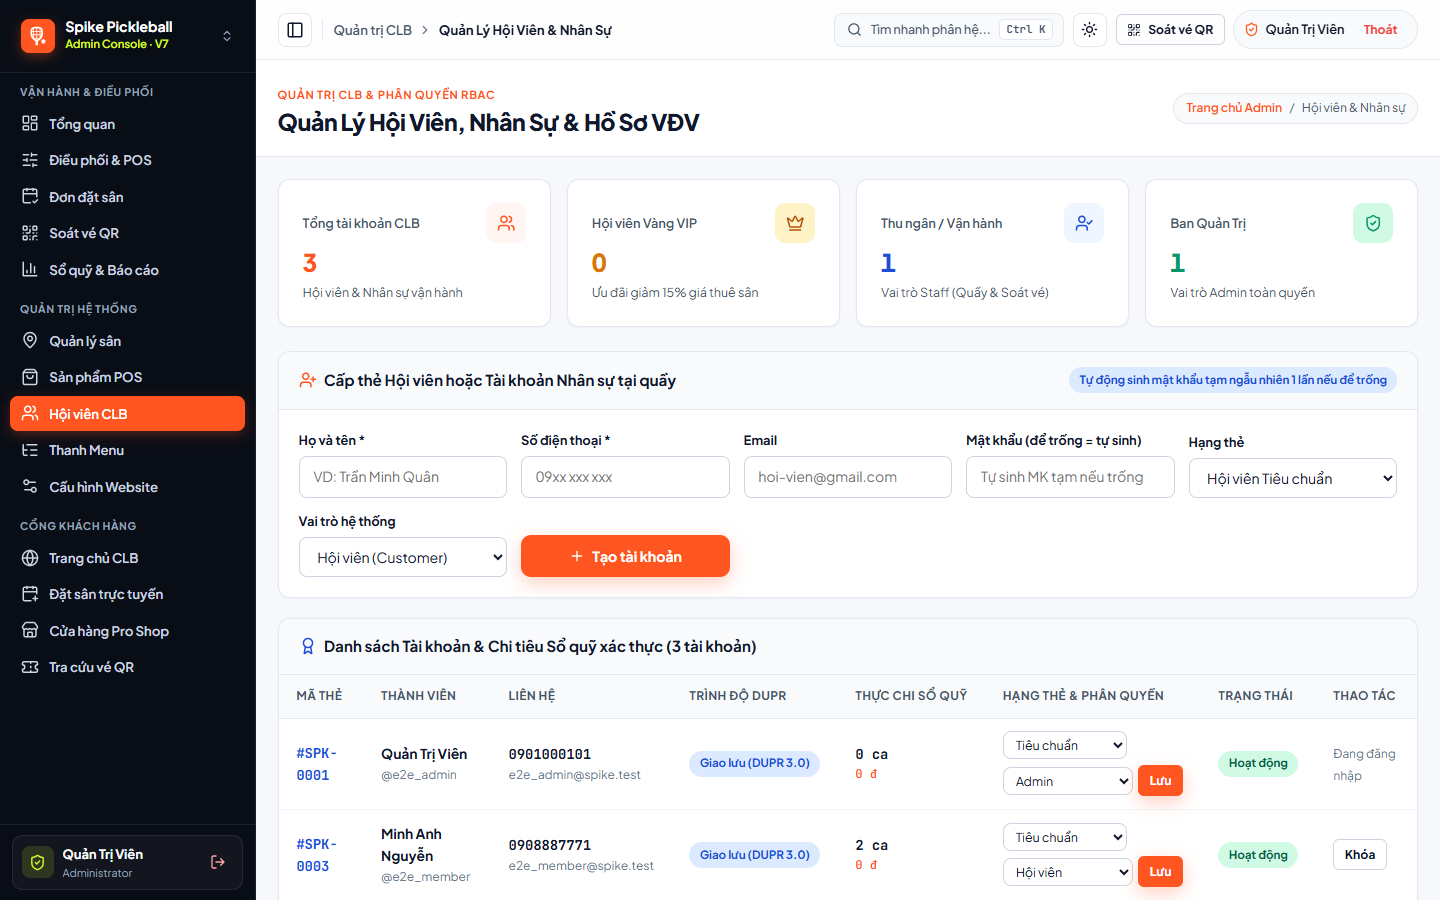 Spike Pickleball
Admin Console · V7
VẬN HÀNH & ĐIỀU PHỐI
Tổng quan
Điều phối & POS
Đơn đặt sân
Soát vé QR
Sổ quỹ & Báo cáo
QUẢN TRỊ HỆ THỐNG
Quản lý sân
Sản phẩm POS
Hội viên CLB
Thanh Menu
Cấu hình Website
CỔNG KHÁCH HÀNG
Trang chủ CLB
Đặt sân trực tuyến
Cửa hàng Pro Shop
Tra cứu vé QR
Quản Trị Viên
Administrator
Quản trị CLB > Quản Lý Hội Viên & Nhân Sự
Tìm nhanh phân hệ... Ctrl K
Soát vé QR
Quản Trị Viên Thoát
QUẢN TRỊ CLB & PHÂN QUYỀN RBAC
Quản Lý Hội Viên, Nhân Sự & Hồ Sơ VĐV
Trang chủ Admin / Hội viên & Nhân sự
Tổng tài khoản CLB
3
Hội viên & Nhân sự vận hành
Hội viên Vàng VIP
0
Ưu đãi giảm 15% giá thuê sân
Thu ngân / Vận hành
1
Vai trò Staff (Quầy & Soát vé)
Ban Quản Trị
1
Vai trò Admin toàn quyền
Cấp thẻ Hội viên hoặc Tài khoản Nhân sự tại quầy
Tự động sinh mật khẩu tạm ngẫu nhiên 1 lần nếu để trống
Họ và tên *
VD: Trần Minh Quân
Số điện thoại *
09xx xxx xxx
Email
hoi-vien@gmail.com
Mật khẩu (để trống = tự sinh)
Tự sinh MK tạm nếu trống
Hạng thẻ
Hội viên Tiêu chuẩn
Vai trò hệ thống
Hội viên (Customer)
+ Tạo tài khoản
Danh sách Tài khoản & Chi tiêu Sổ quỹ xác thực (3 tài khoản)
MÃ THẺ THÀNH VIÊN LIÊN HỆ TRÌNH ĐỘ DUPR THỰC CHI SỔ QUỸ HẠNG THẺ & PHÂN QUYỀN TRẠNG THÁI THAO TÁC
#SPK-
0001
Quản Trị Viên
@e2e_admin
0901000101
e2e_admin@spike.test
Giao lưu (DUPR 3.0)
0 ca
0 đ
Tiêu chuẩn
Admin
Lưu
Hoạt động
Đang đăng
nhập
#SPK-
0003
Minh Anh
Nguyễn
@e2e_member
0908887771
e2e_member@spike.test
Giao lưu (DUPR 3.0)
2 ca
0 đ
Tiêu chuẩn
Hội viên
Lưu
Hoạt động
Khóa